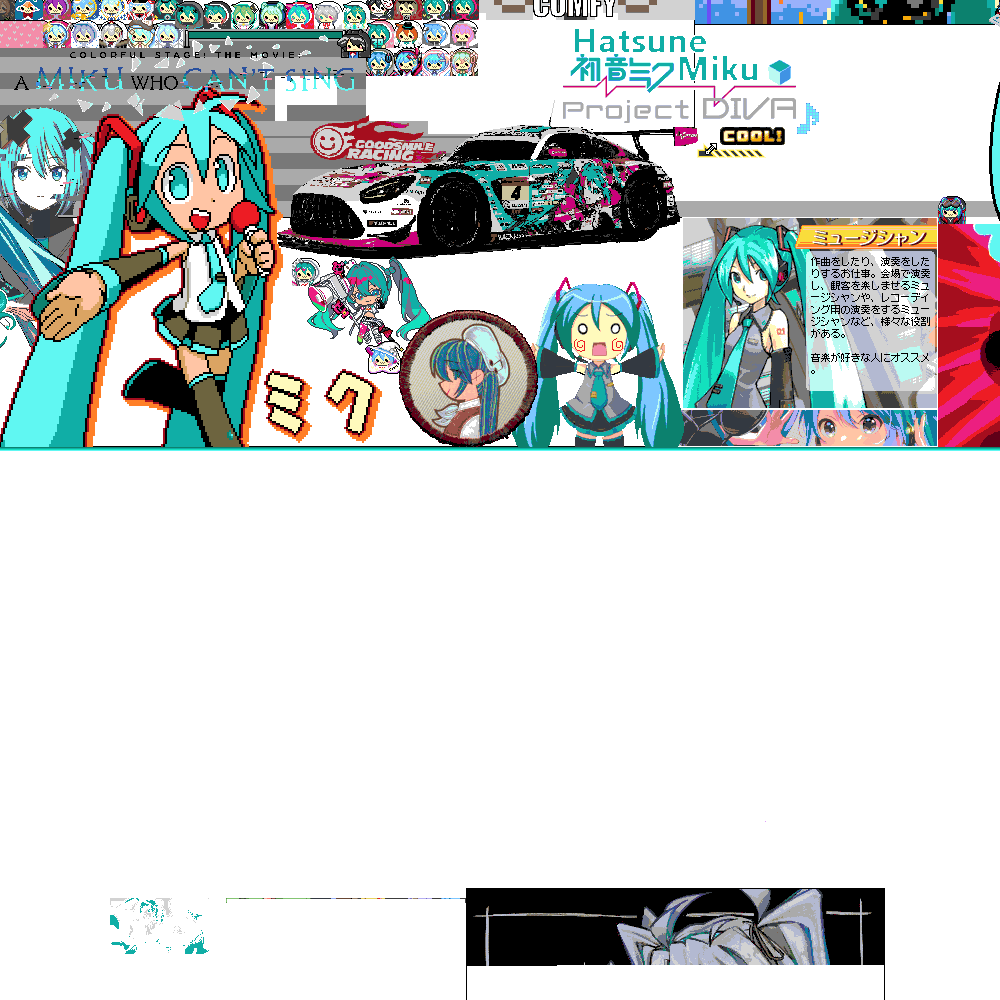 COMFY
COLORFUL STAGE! THE MOVIE:
A MIKU WHO CAN'T SING
Hatsune
初音ミク Miku
Project DIVA
COOL!
GOODSMILE
RACING
4
ミュージシャン
作曲をしたり、演奏をした
りするお仕事。会場で演奏
し、観客を楽しませるミュ
ージシャンや、レコーディ
ング用の演奏をするミュー
ジシャンなど、様々な役割
がある。
音楽が好きな人にオススメ
。
ミク